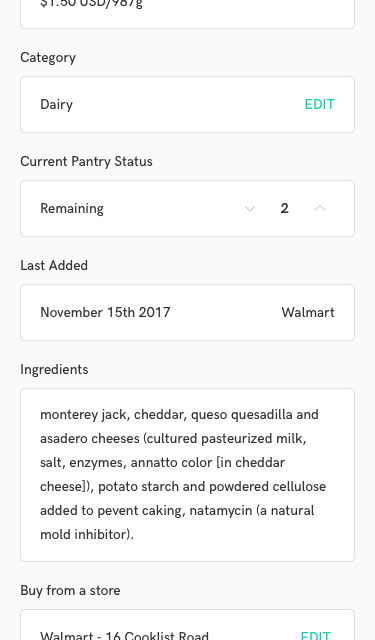 $1.50 USD/987g
Category
Dairy EDIT
Current Pantry Status
Remaining 2
Last Added
November 15th 2017 Walmart
Ingredients
monterey jack, cheddar, queso quesadilla and
asadero cheeses (cultured pasteurized milk,
salt, enzymes, annatto color [in cheddar
cheese]), potato starch and powdered cellulose
added to pevent caking, natamycin (a natural
mold inhibitor).
Buy from a store
Walmart - 16 Cooklist Road EDIT